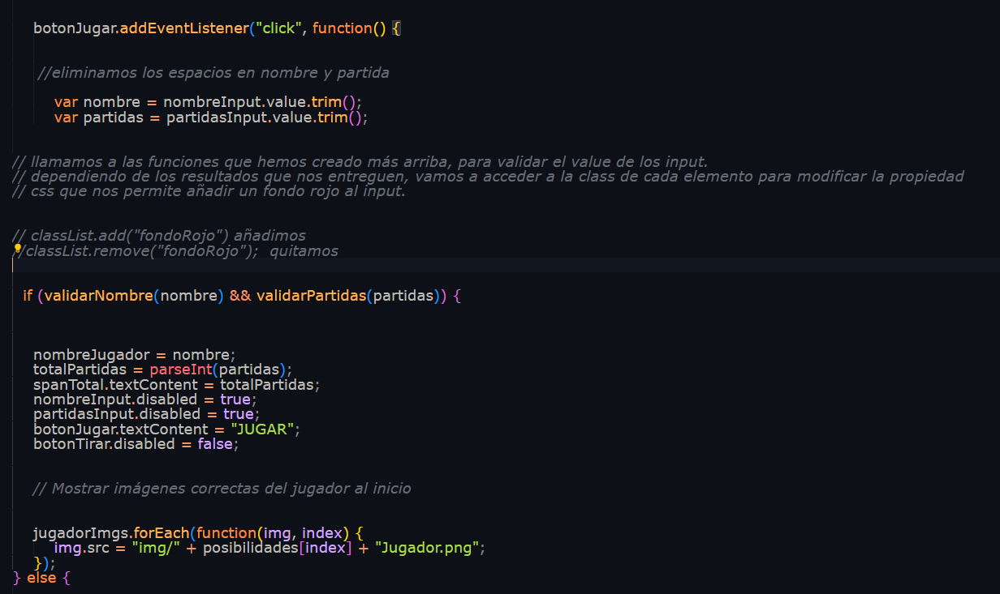 botonJugar.addEventListener("click", function() {
//eliminamos los espacios en nombre y partida
var nombre = nombreInput.value.trim();
var partidas = partidasInput.value.trim();
// llamamos a las funciones que hemos creado más arriba, para validar el value de los input.
// dependiendo de los resultados que nos entreguen, vamos a acceder a la class de cada elemento para modificar la propiedad
// css que nos permite añadir un fondo rojo al input.
// classList.add("fondoRojo") añadimos
//classList.remove("fondoRojo");  quitamos
if (validarNombre(nombre) && validarPartidas(partidas)) {
nombreJugador = nombre;
totalPartidas = parseInt(partidas);
spanTotal.textContent = totalPartidas;
nombreInput.disabled = true;
partidasInput.disabled = true;
botonJugar.textContent = "JUGAR";
botonTirar.disabled = false;
// Mostrar imágenes correctas del jugador al inicio
jugadorImgs.forEach(function(img, index) {
img.src = "img/" + posibilidades[index] + "Jugador.png";
});
} else {